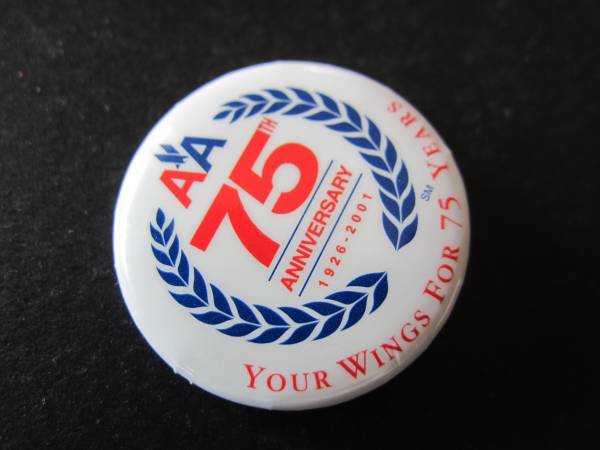 AA
75TH
ANNIVERSARY
1926-2001
SM
YOUR WINGS FOR 75 YEARS